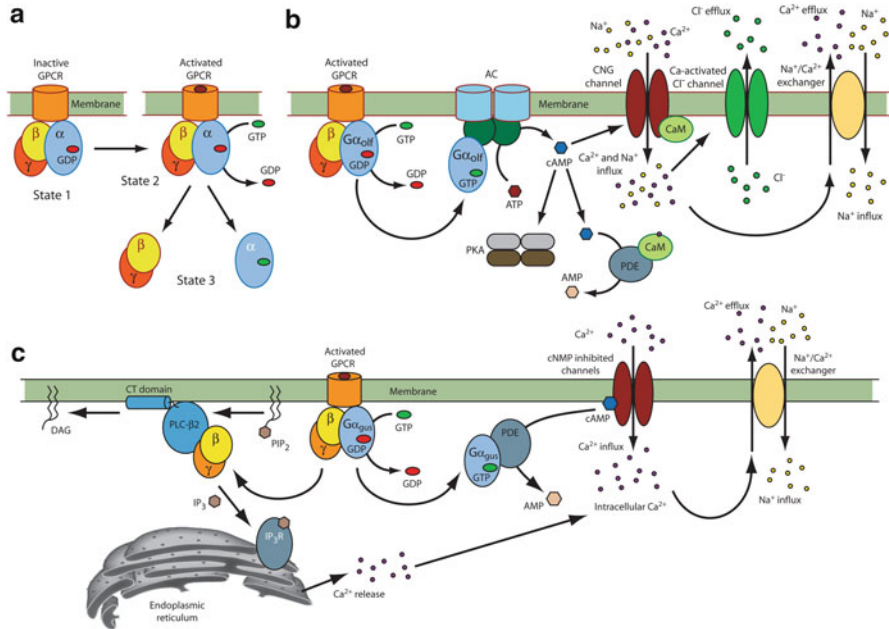 a
Inactive
GPCR
Activated
GPCR
Membrane
β
α
γ
GDP
State 1
State 2
β
α
γ
GTP
GDP
β
γ
α
State 3
b
Activated
GPCR
AC
Membrane
β
Gαolf
γ
GDP
GTP
GDP
Gαolf
GTP
ATP
cAMP
PKA
PDE
CaM
AMP
Na⁺
Ca²⁺
CNG
channel
CaM
Ca²⁺ and Na⁺
influx
Cl⁻ efflux
Ca-activated
Cl⁻ channel
Cl⁻
Ca²⁺ efflux
Na⁺
Na⁺/Ca²⁺
exchanger
Na⁺ influx
c
CT domain
DAG
PLC-β2
PIP₂
β
γ
IP₃
IP₃R
Endoplasmic
reticulum
Ca²⁺ release
Activated
GPCR
Membrane
β
Gαgus
γ
GDP
GTP
GDP
Gαgus
GTP
PDE
AMP
cAMP
Ca²⁺
cNMP inhibited
channels
Ca²⁺ influx
Intracellular Ca²⁺
Ca²⁺ efflux
Na⁺
Na⁺/Ca²⁺
exchanger
Na⁺ influx